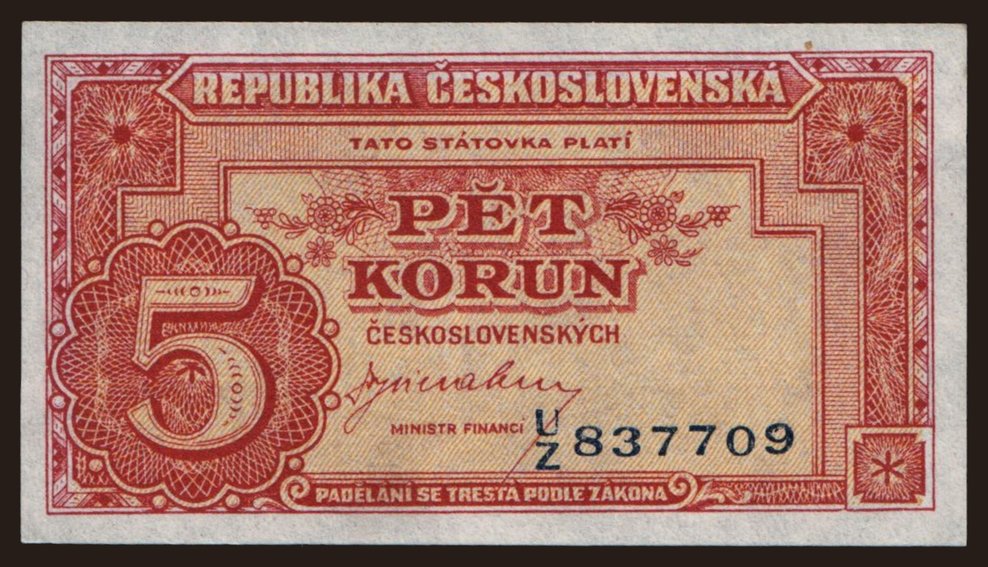 REPUBLIKA ČESKOSLOVENSKÁ
TATO STÁTOVKA PLATÍ
PĚT
KORUN
ČESKOSLOVENSKÝCH
5
MINISTR FINANCÍ
U/Z 837709
PADĚLÁNÍ SE TRESTÁ PODLE ZÁKONA